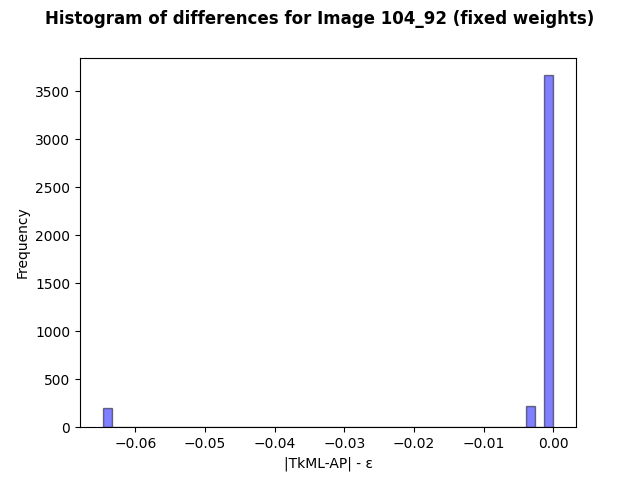 Histogram of differences for Image 104_92 (fixed weights)
3500
3000
2500
2000
1500
1000
500
0
Frequency
−0.06 −0.05 −0.04 −0.03 −0.02 −0.01 0.00
|TkML-AP| - ε